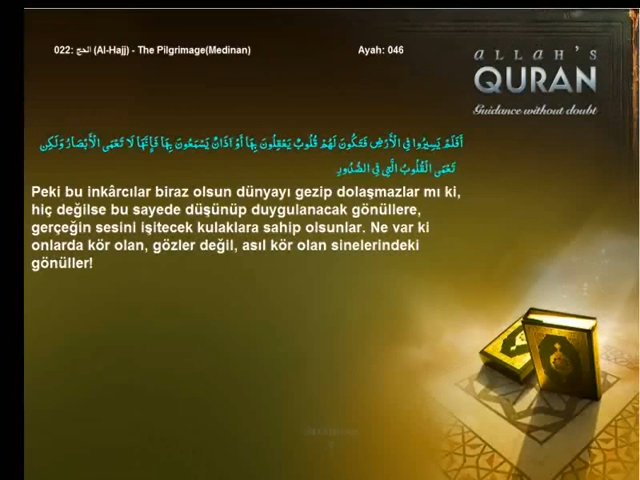 022: الحج (Al-Hajj) - The Pilgrimage(Medinan)
Ayah: 046
ALLAH'S
QURAN
Guidance without doubt
أَفَلَمْ يَسِيرُوا فِي الْأَرْضِ فَتَكُونَ لَهُمْ قُلُوبٌ يَعْقِلُونَ بِهَا أَوْ آذَانٌ يَسْمَعُونَ بِهَا فَإِنَّهَا لَا تَعْمَى الْأَبْصَارُ وَلَكِن
تَعْمَى الْقُلُوبُ الَّتِي فِي الصُّدُورِ
Peki bu inkârcılar biraz olsun dünyayı gezip dolaşmazlar mı ki,
hiç değilse bu sayede düşünüp duygulanacak gönüllere,
gerçeğin sesini işitecek kulaklara sahip olsunlar. Ne var ki
onlarda kör olan, gözler değil, asıl kör olan sinelerindeki
gönüller!